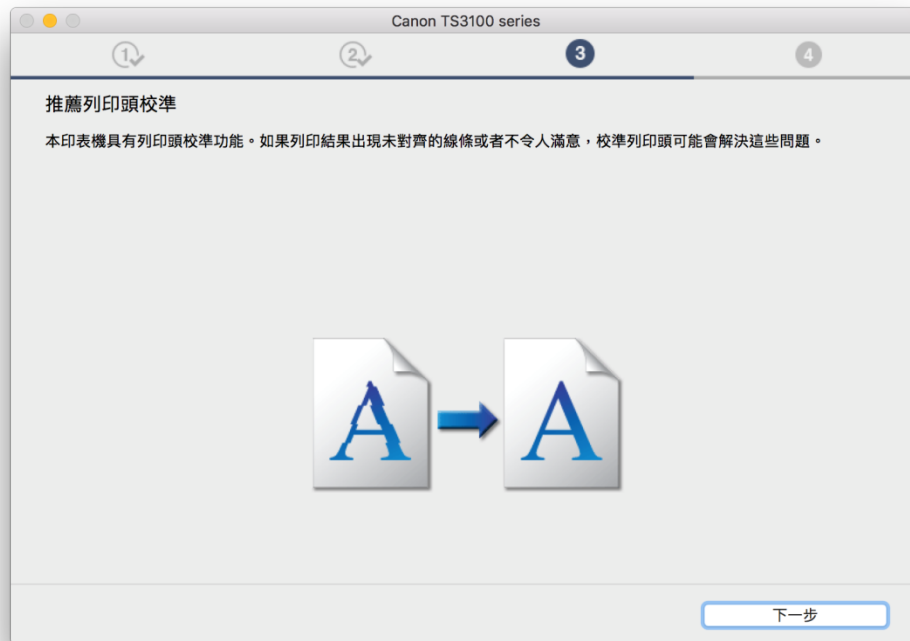 Canon TS3100 series
1
2
3
4
推薦列印頭校準
本印表機具有列印頭校準功能。如果列印結果出現未對齊的線條或者不令人滿意，校準列印頭可能會解決這些問題。
A
A
下一步